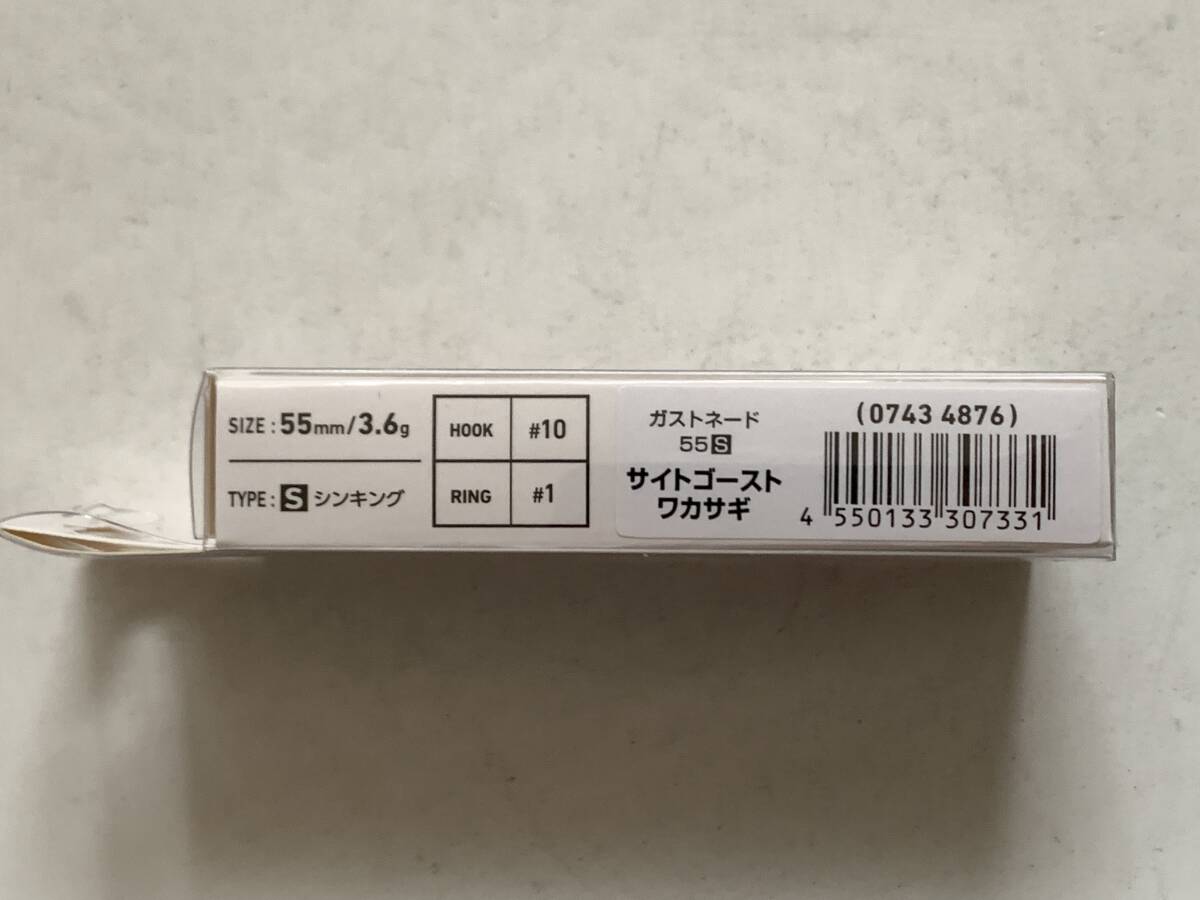 SIZE : 55mm/3.6g
TYPE : S シンキング
HOOK #10
RING #1
ガストネード
55 S
サイトゴースト
ワカサギ
(0743 4876)
4 550133 307331